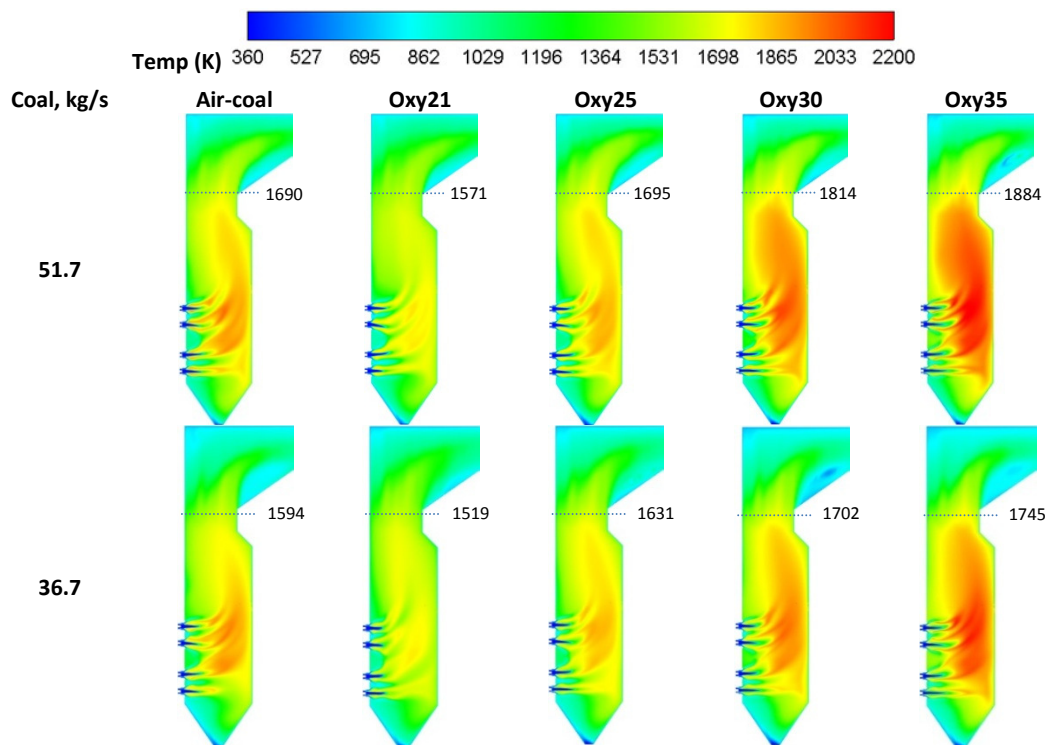 Temp (K) 360 527 695 862 1029 1196 1364 1531 1698 1865 2033 2200
Coal, kg/s Air-coal Oxy21 Oxy25 Oxy30 Oxy35
1690 1571 1695 1814 1884
51.7
1594 1519 1631 1702 1745
36.7